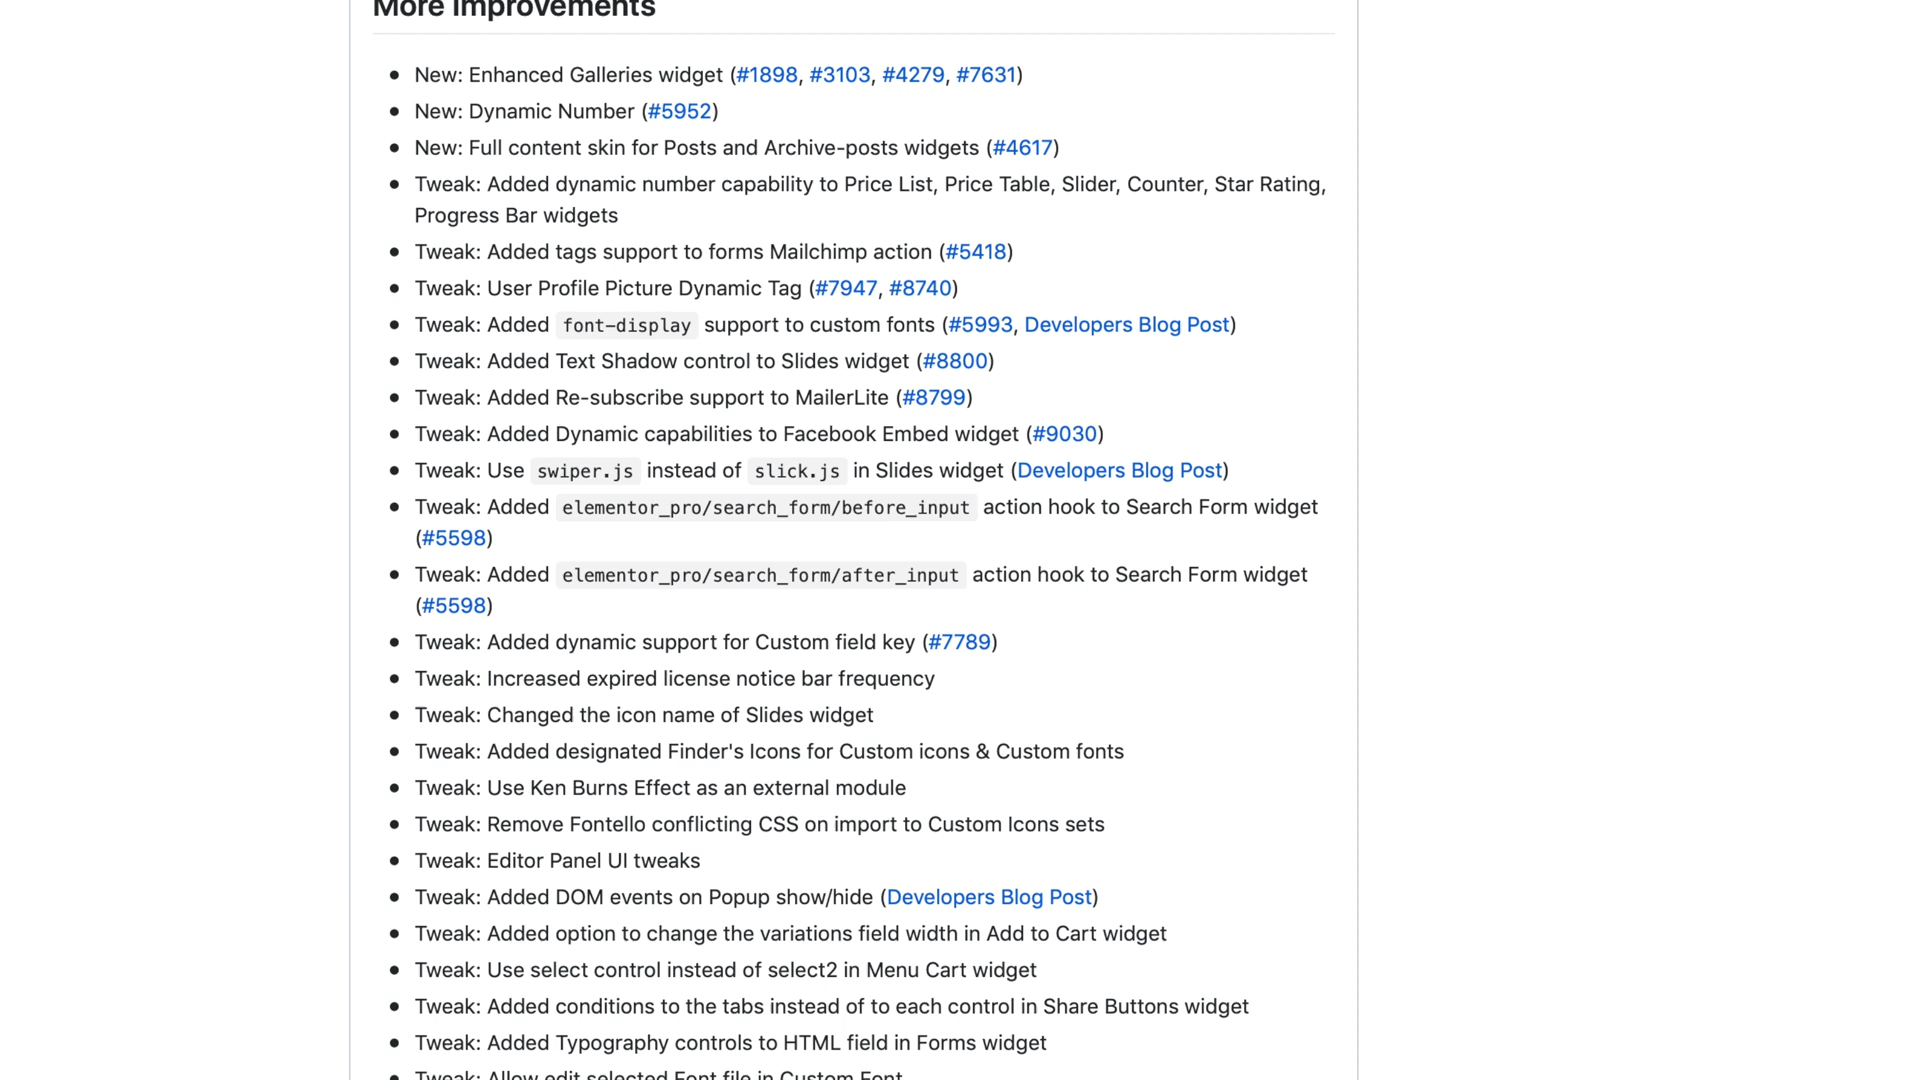 More Improvements
New: Enhanced Galleries widget (#1898, #3103, #4279, #7631)
New: Dynamic Number (#5952)
New: Full content skin for Posts and Archive-posts widgets (#4617)
Tweak: Added dynamic number capability to Price List, Price Table, Slider, Counter, Star Rating,
Progress Bar widgets
Tweak: Added tags support to forms Mailchimp action (#5418)
Tweak: User Profile Picture Dynamic Tag (#7947, #8740)
Tweak: Added font-display support to custom fonts (#5993, Developers Blog Post)
Tweak: Added Text Shadow control to Slides widget (#8800)
Tweak: Added Re-subscribe support to MailerLite (#8799)
Tweak: Added Dynamic capabilities to Facebook Embed widget (#9030)
Tweak: Use swiper.js instead of slick.js in Slides widget (Developers Blog Post)
Tweak: Added elementor_pro/search_form/before_input action hook to Search Form widget
(#5598)
Tweak: Added elementor_pro/search_form/after_input action hook to Search Form widget
(#5598)
Tweak: Added dynamic support for Custom field key (#7789)
Tweak: Increased expired license notice bar frequency
Tweak: Changed the icon name of Slides widget
Tweak: Added designated Finder's Icons for Custom icons & Custom fonts
Tweak: Use Ken Burns Effect as an external module
Tweak: Remove Fontello conflicting CSS on import to Custom Icons sets
Tweak: Editor Panel UI tweaks
Tweak: Added DOM events on Popup show/hide (Developers Blog Post)
Tweak: Added option to change the variations field width in Add to Cart widget
Tweak: Use select control instead of select2 in Menu Cart widget
Tweak: Added conditions to the tabs instead of to each control in Share Buttons widget
Tweak: Added Typography controls to HTML field in Forms widget
Tweak: Allow edit selected Font file in Custom Font